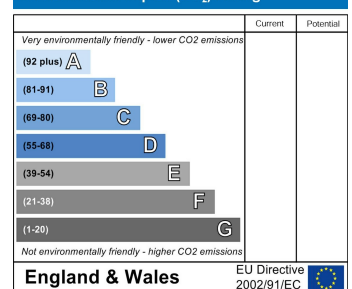 Current Potential
Very environmentally friendly - lower CO2 emissions
(92 plus) A
(81-91) B
(69-80) C
(55-68) D
(39-54) E
(21-38) F
(1-20) G
Not environmentally friendly - higher CO2 emissions
England & Wales
EU Directive
2002/91/EC